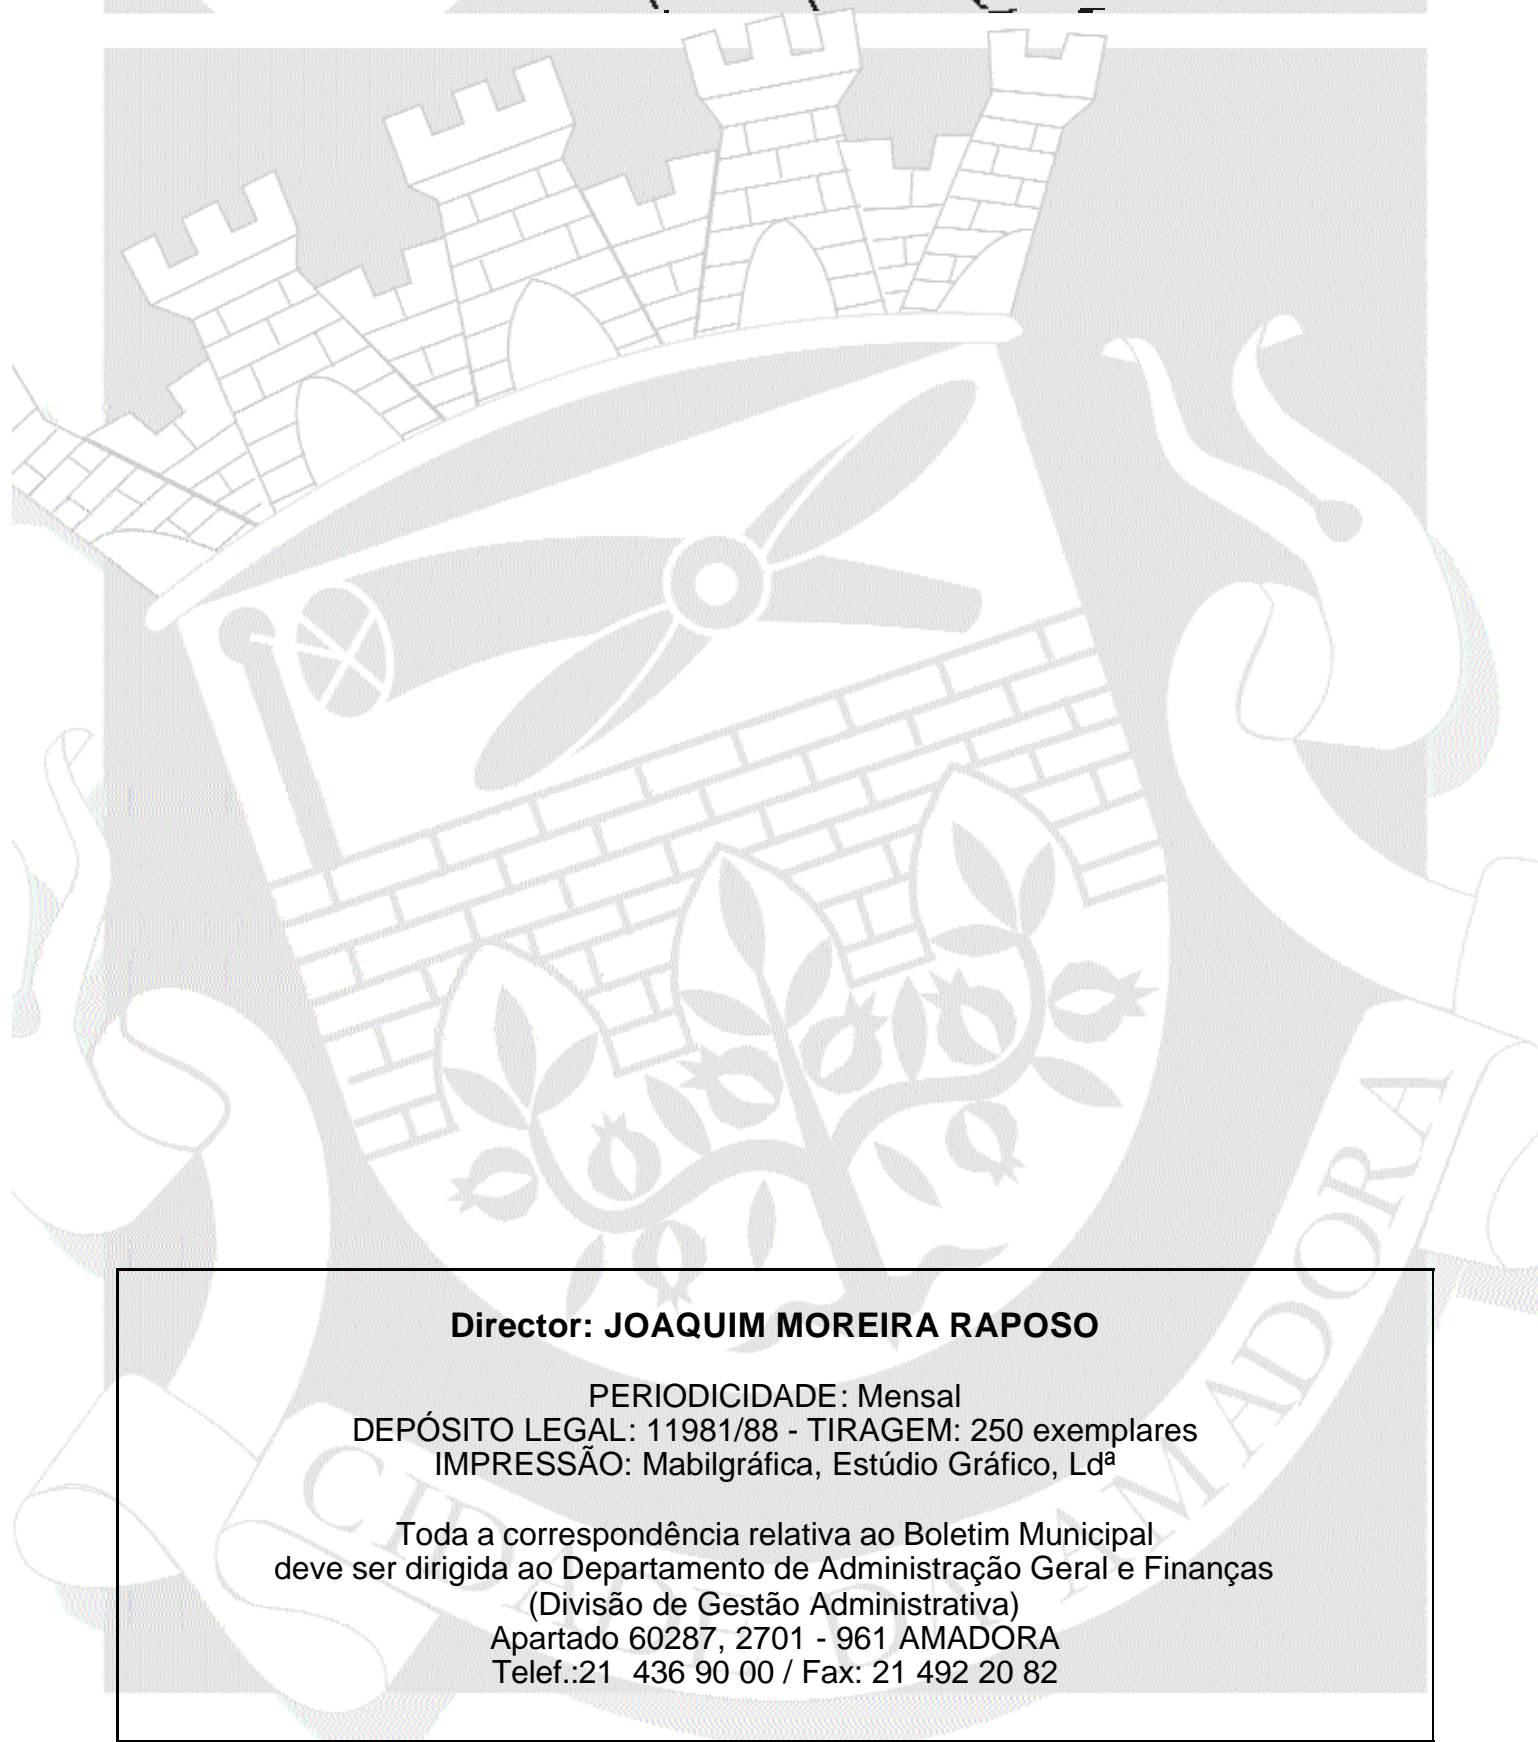 CIDADE DA AMADORA
Director: JOAQUIM MOREIRA RAPOSO
PERIODICIDADE: Mensal
DEPÓSITO LEGAL: 11981/88 - TIRAGEM: 250 exemplares
IMPRESSÃO: Mabilgráfica, Estúdio Gráfico, Ldª
Toda a correspondência relativa ao Boletim Municipal
deve ser dirigida ao Departamento de Administração Geral e Finanças
(Divisão de Gestão Administrativa)
Apartado 60287, 2701 - 961 AMADORA
Telef.:21 436 90 00 / Fax: 21 492 20 82